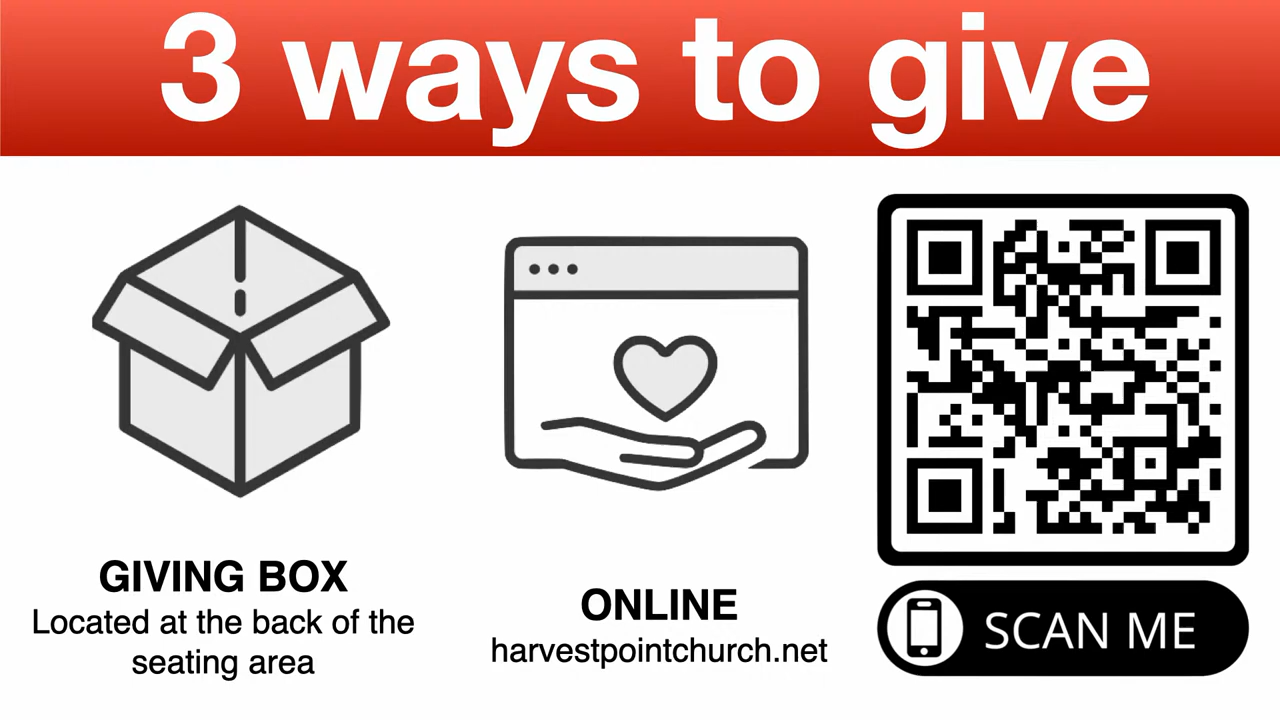 3 ways to give
GIVING BOX
Located at the back of the
seating area
ONLINE
harvestpointchurch.net
SCAN ME